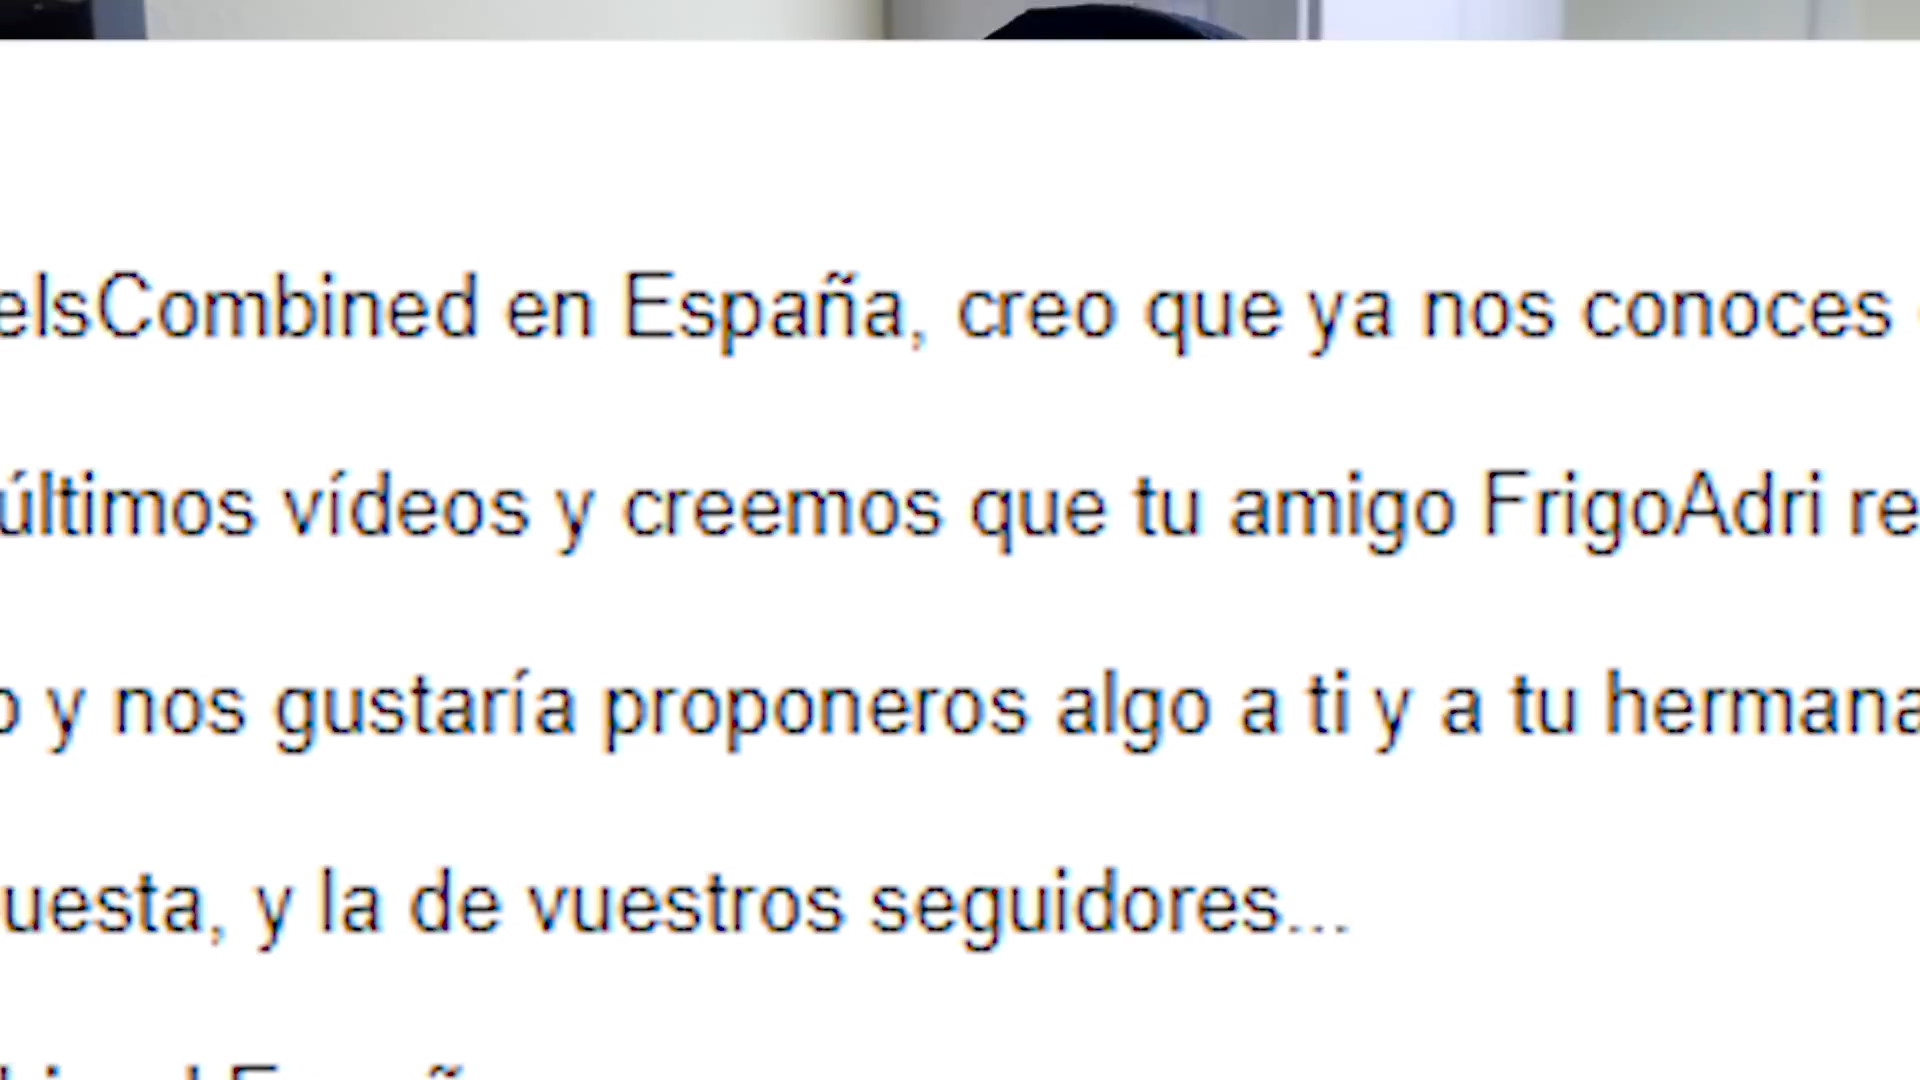 elsCombined en España, creo que ya nos conoces
últimos vídeos y creemos que tu amigo FrigoAdri re
o y nos gustaría proponeros algo a ti y a tu hermana
uesta, y la de vuestros seguidores...